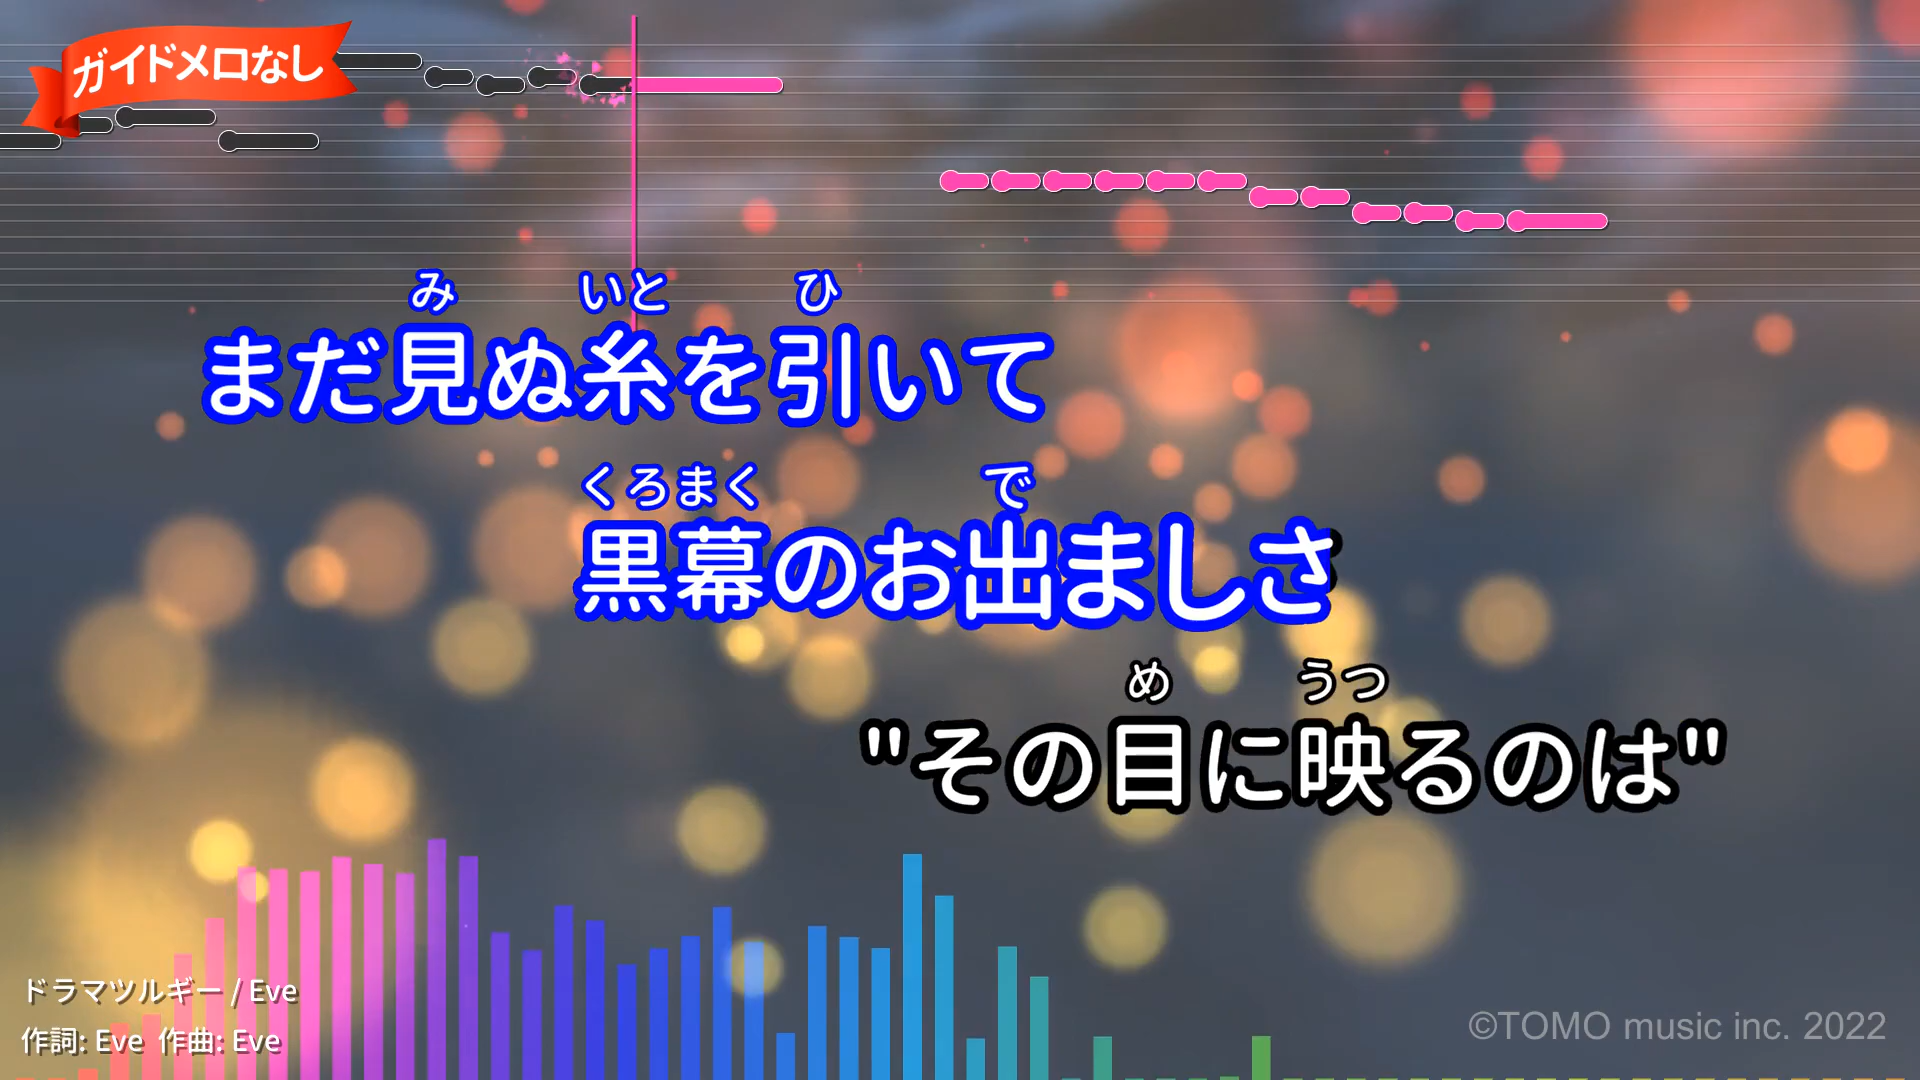 ガイドメロなし
み いと ひ
まだ見ぬ糸を引いて
くろまく で
黒幕のお出ましさ
め うつ
"その目に映るのは"
ドラマツルギー / Eve
作詞: Eve 作曲: Eve
©TOMO music inc. 2022